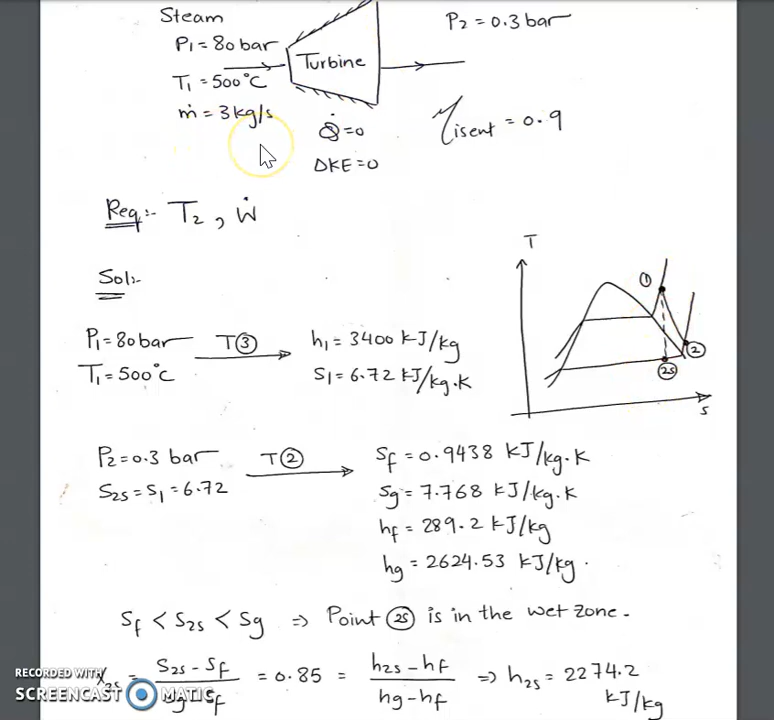 Steam
P₁ = 80 bar
T₁ = 500°C
ṁ = 3 kg/s
Turbine
P₂ = 0.3 bar
Q̇ = 0
ΔKE = 0
η isent = 0.9
Req:- T₂ , Ẇ
Sol:-
P₁ = 80 bar
T₁ = 500°C
T③
h₁ = 3400 kJ/kg
S₁ = 6.72 kJ/kg.K
T
①
②
②s
s
P₂ = 0.3 bar
S₂s = S₁ = 6.72
T②
Sf = 0.9438 kJ/kg.K
Sg = 7.768 kJ/kg.K
hf = 289.2 kJ/kg
hg = 2624.53 kJ/kg.
Sf < S₂s < Sg ⇒ Point ②s is in the wet zone.
x₂s = (S₂s - Sf)/(Sg - Sf) = 0.85 = (h₂s - hf)/(hg - hf) ⇒ h₂s = 2274.2 kJ/kg
RECORDED WITH
SCREENCAST MATIC